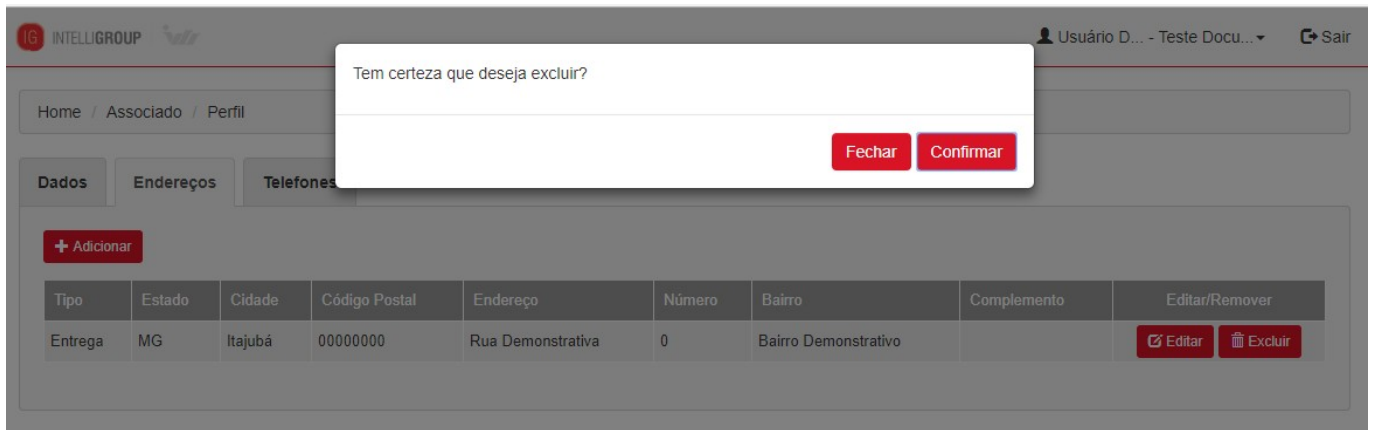 IG INTELLIGROUP
Usuário D... - Teste Docu...
Sair
Tem certeza que deseja excluir?
Fechar Confirmar
Home / Associado / Perfil
Dados Endereços Telefones
+ Adicionar
Tipo Estado Cidade Código Postal Endereço Número Bairro Complemento Editar/Remover
Entrega MG Itajubá 00000000 Rua Demonstrativa 0 Bairro Demonstrativo Editar Excluir